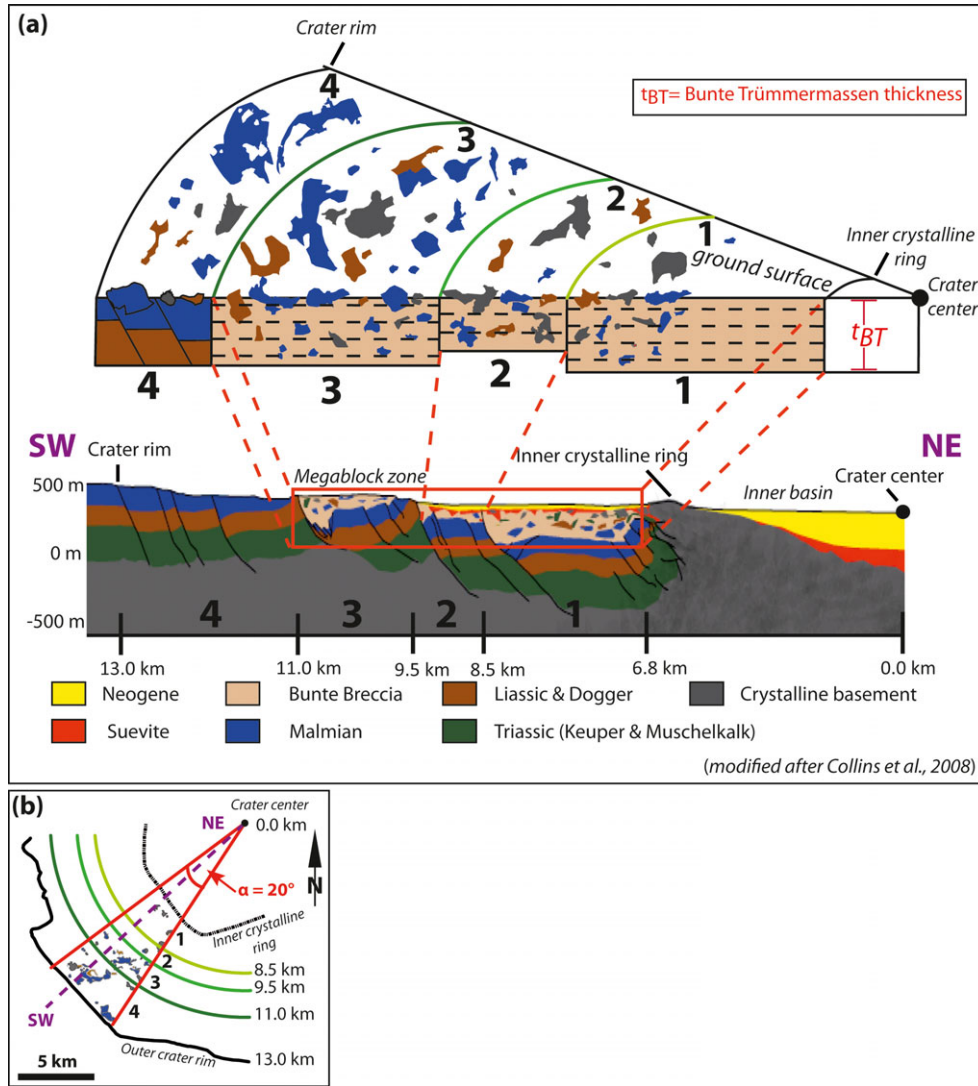 (a)
Crater rim
4
tBT= Bunte Trümmermassen thickness
3
2
1
ground surface
Inner crystalline
ring
Crater
center
tBT
4
3
2
1
SW
NE
Crater rim
Megablock zone
Inner crystalline ring
Crater center
Inner basin
500 m
0 m
-500 m
4
3
2
1
13.0 km
11.0 km
9.5 km
8.5 km
6.8 km
0.0 km
Neogene
Bunte Breccia
Liassic & Dogger
Crystalline basement
Suevite
Malmian
Triassic (Keuper & Muschelkalk)
(modified after Collins et al., 2008)
(b)
Crater center
NE
0.0 km
N
α = 20°
1
Inner crystalline
ring
2
8.5 km
3
9.5 km
4
11.0 km
SW
Outer crater rim
13.0 km
5 km